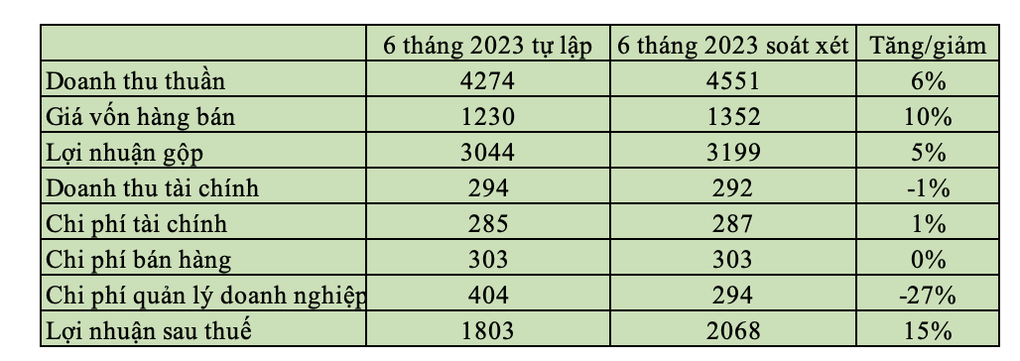 6 tháng 2023 tự lập 6 tháng 2023 soát xét Tăng/giảm
Doanh thu thuần 4274 4551 6%
Giá vốn hàng bán 1230 1352 10%
Lợi nhuận gộp 3044 3199 5%
Doanh thu tài chính 294 292 -1%
Chi phí tài chính 285 287 1%
Chi phí bán hàng 303 303 0%
Chi phí quản lý doanh nghiệp 404 294 -27%
Lợi nhuận sau thuế 1803 2068 15%